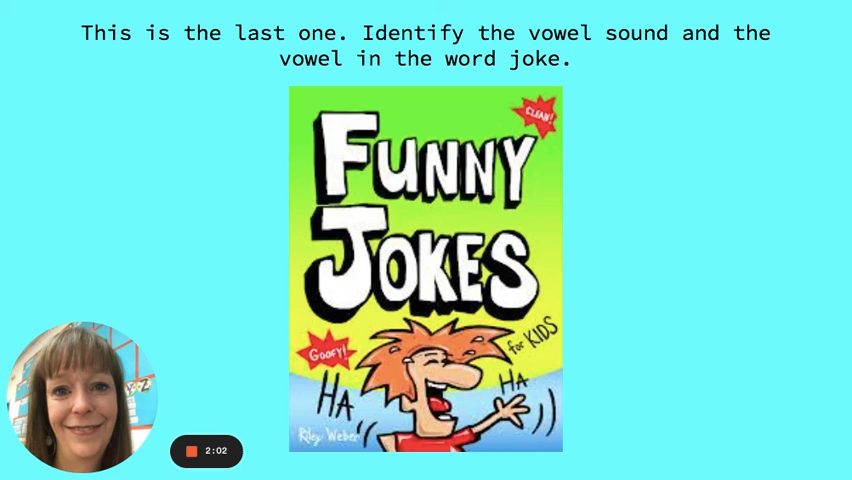 This is the last one. Identify the vowel sound and the
vowel in the word joke.
CLEAN!
FUNNY
JOKES
for KIDS
GOOFY!
HA
HA
Riley Weber
2:02